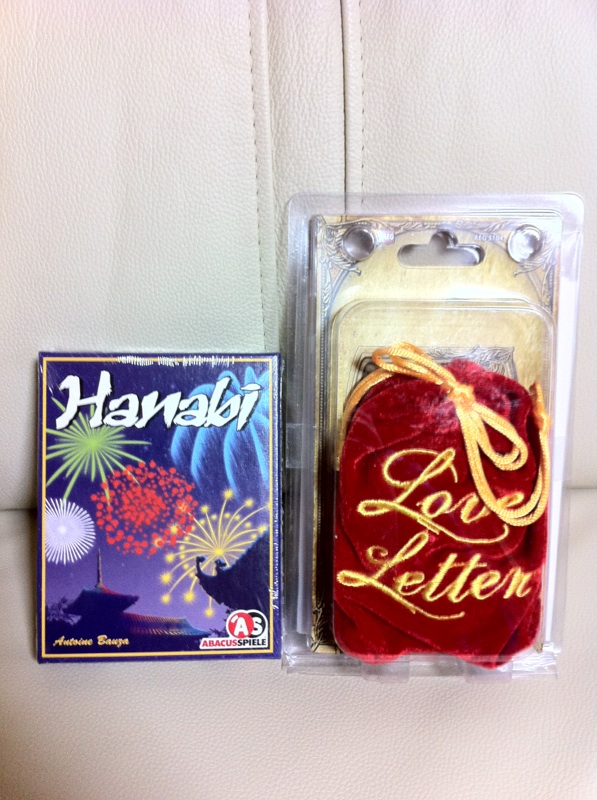 Hanabi
Antoine Bauza
AS
ABACUSSPIELE
Love
Letter